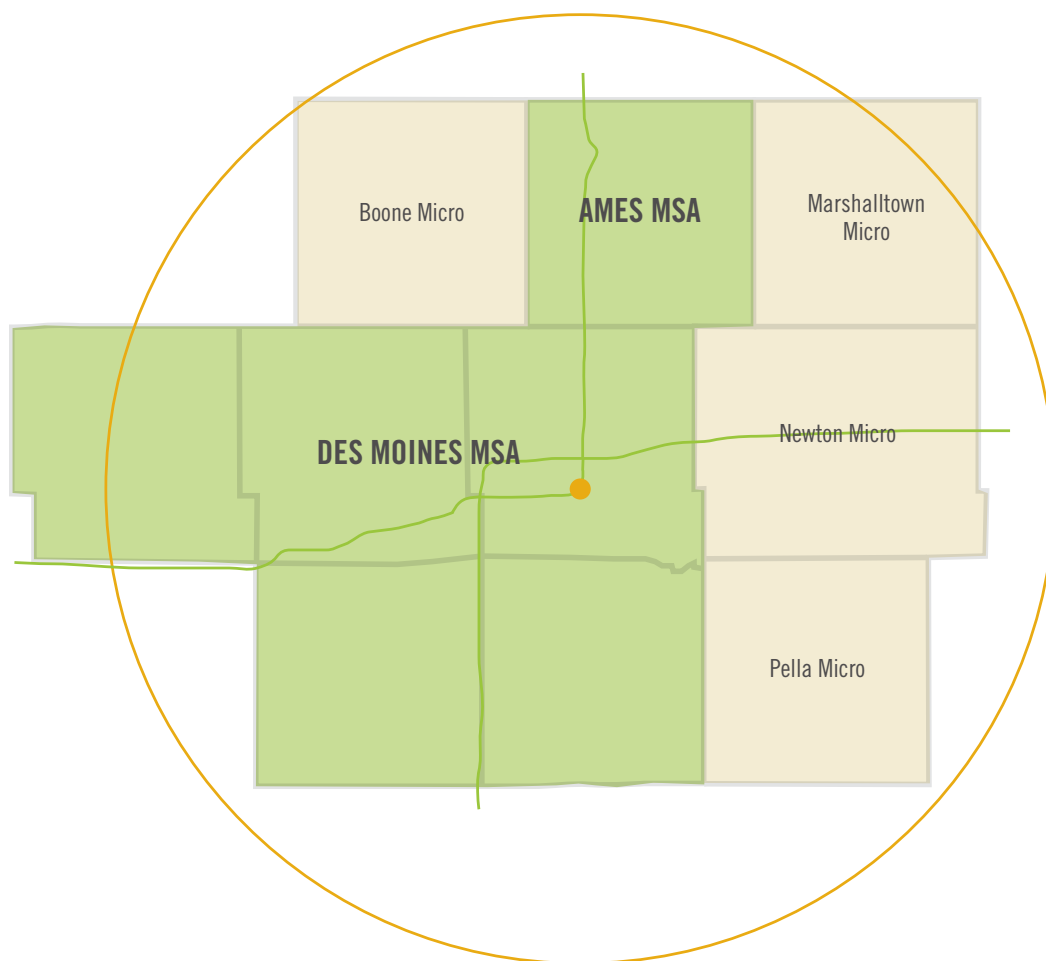 Boone Micro
AMES MSA
Marshalltown
Micro
DES MOINES MSA
Newton Micro
Pella Micro